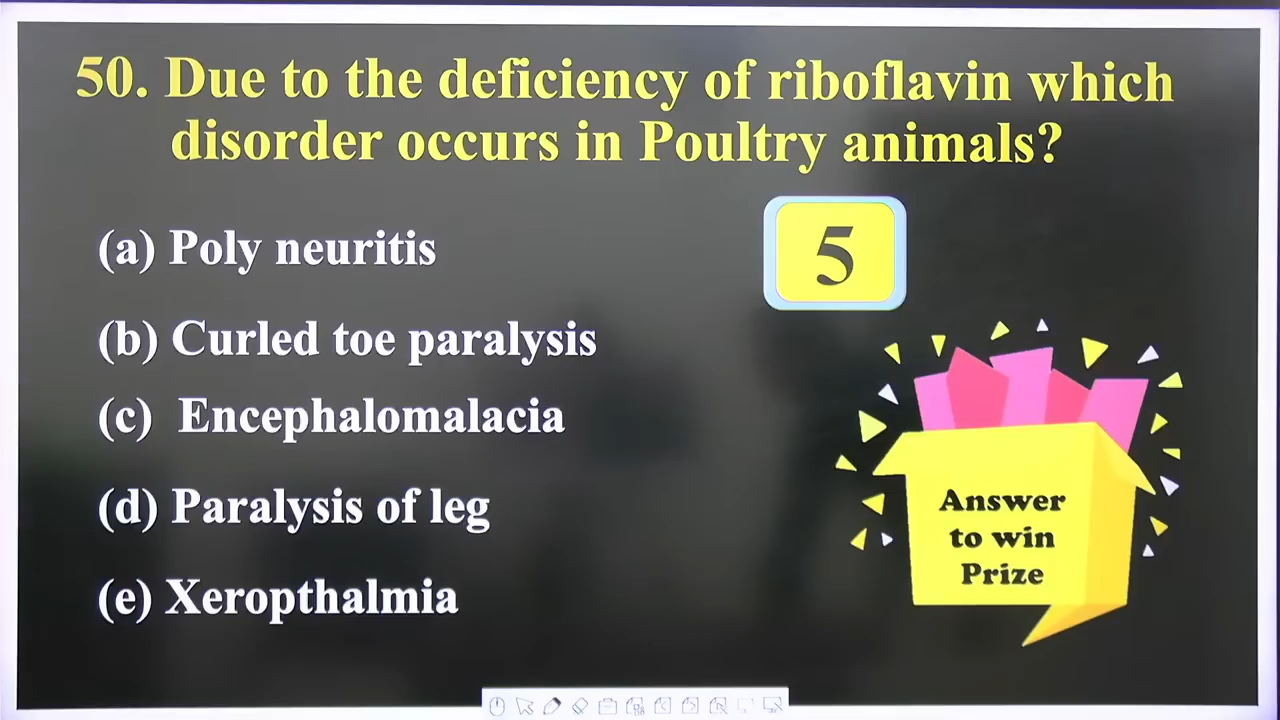 50. Due to the deficiency of riboflavin which
disorder occurs in Poultry animals?
(a) Poly neuritis
5
(b) Curled toe paralysis
(c) Encephalomalacia
(d) Paralysis of leg
(e) Xeropthalmia
Answer
to win
Prize